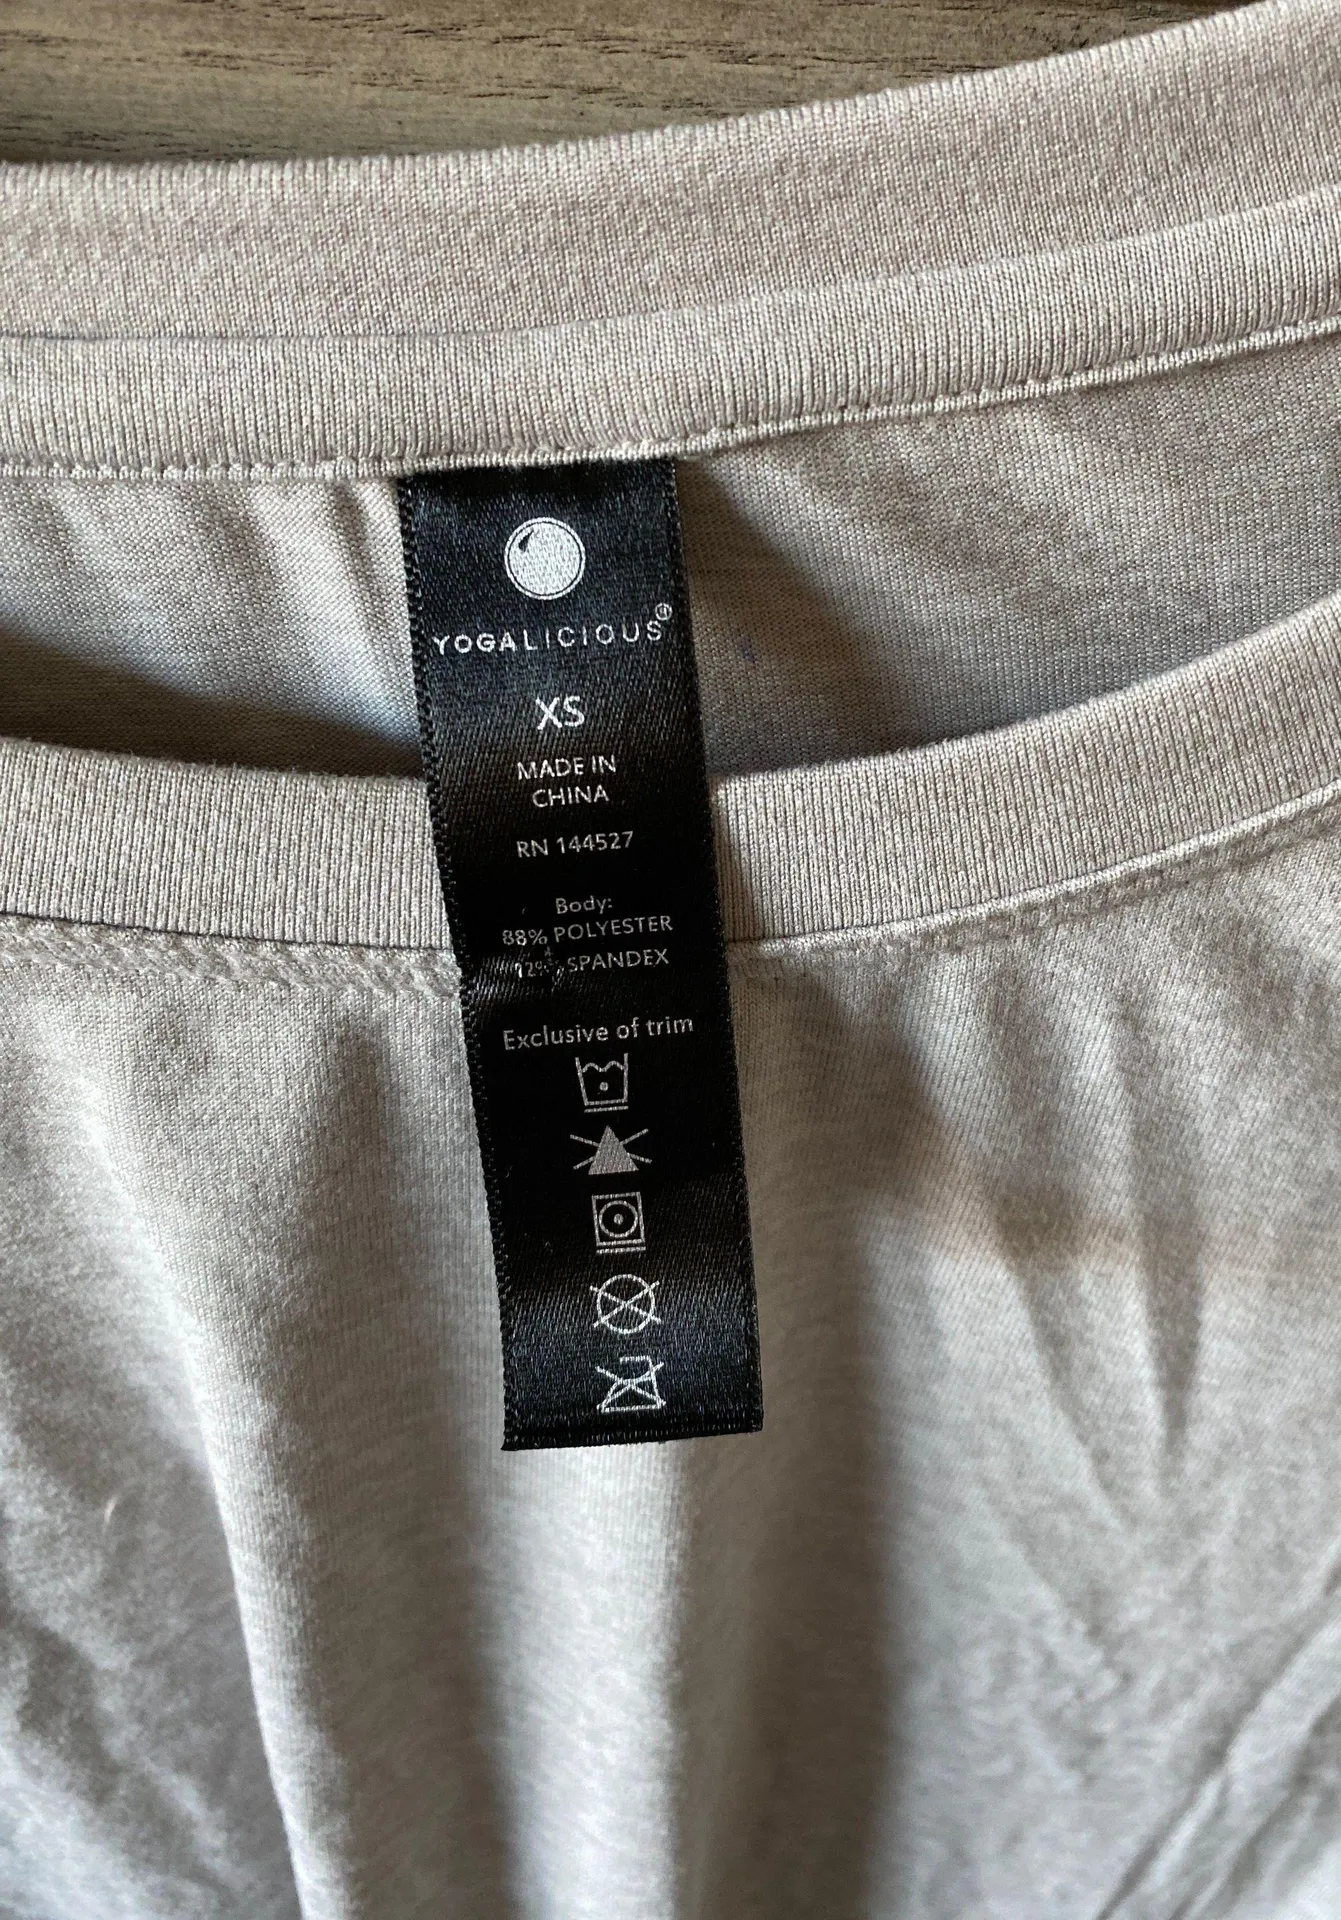 YOGALICIOUS®
XS
MADE IN
CHINA
RN 144527
Body:
88% POLYESTER
12% SPANDEX
Exclusive of trim